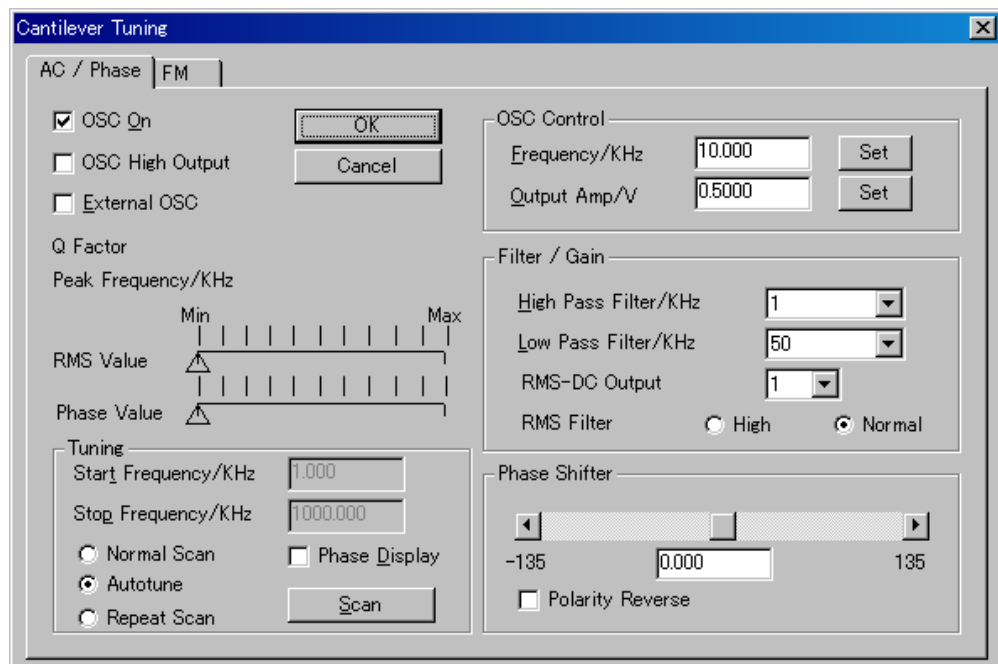 Cantilever Tuning
AC / Phase
FM
OSC On
OSC High Output
External OSC
OK
Cancel
Q Factor
Peak Frequency/KHz
Min
Max
RMS Value
Phase Value
Tuning
Start Frequency/KHz
1.000
Stop Frequency/KHz
1000.000
Normal Scan
Autotune
Repeat Scan
Phase Display
Scan
OSC Control
Frequency/KHz
10.000
Set
Output Amp/V
0.5000
Set
Filter / Gain
High Pass Filter/KHz
1
Low Pass Filter/KHz
50
RMS-DC Output
1
RMS Filter
High
Normal
Phase Shifter
-135
0.000
135
Polarity Reverse